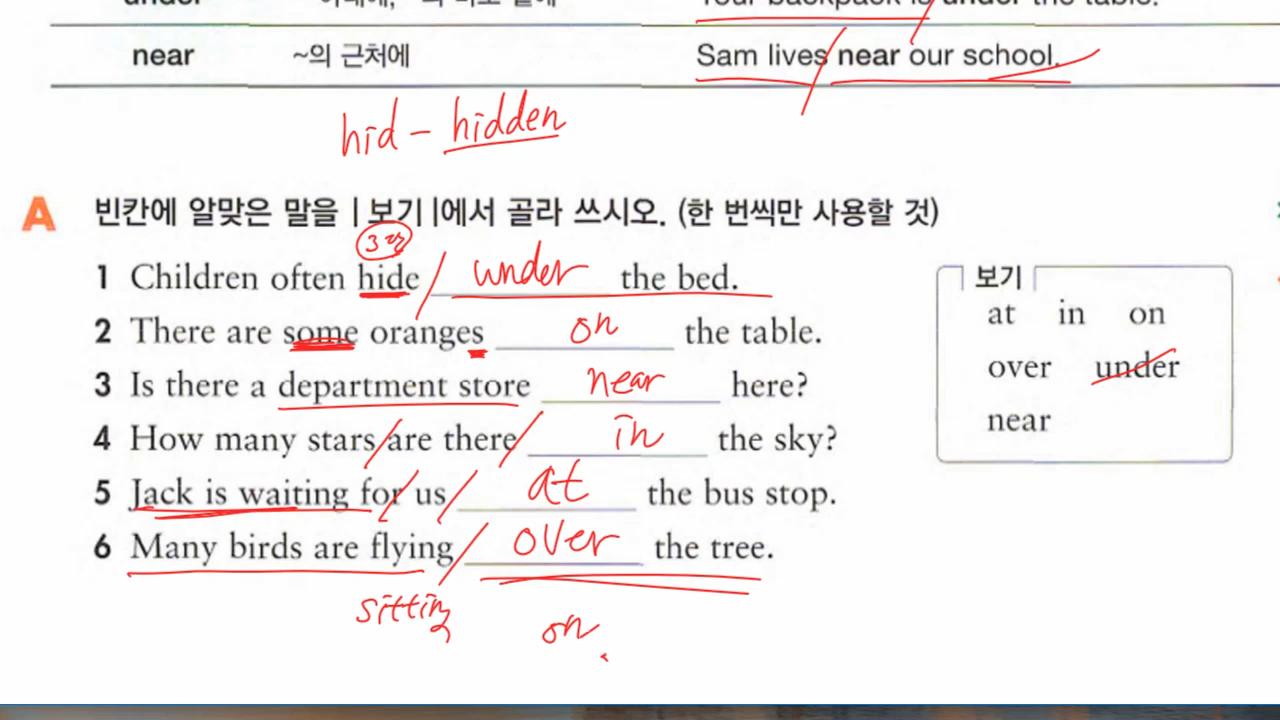 near ~의 근처에 Sam lives near our school.
hid - hidden
A 빈칸에 알맞은 말을 |보기|에서 골라 쓰시오. (한 번씩만 사용할 것)
1 Children often hide under the bed.
2 There are some oranges on the table.
3 Is there a department store near here?
4 How many stars are there in the sky?
5 Jack is waiting for us at the bus stop.
6 Many birds are flying over the tree.
sitting on.
보기
at in on
over under
near